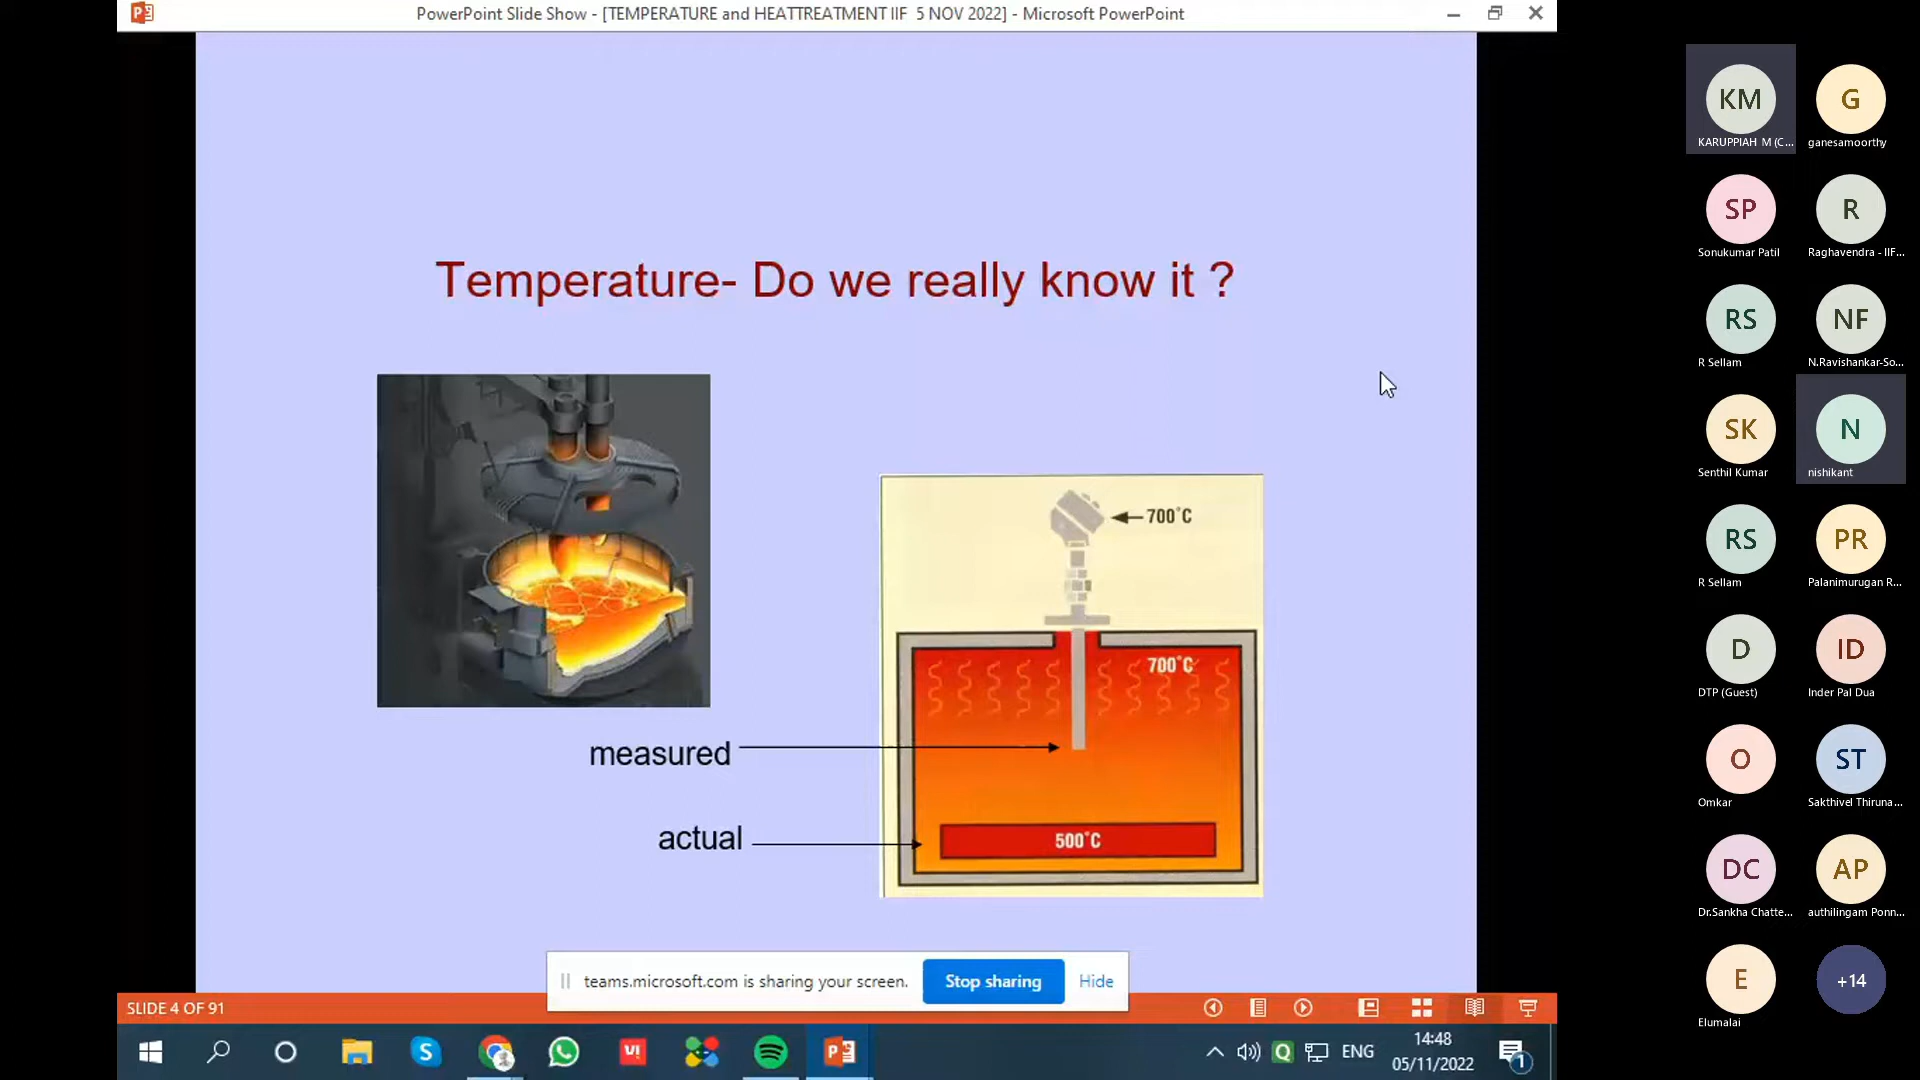 PowerPoint Slide Show - [TEMPERATURE and HEATTREATMENT IIF 5 NOV 2022] - Microsoft PowerPoint
Temperature- Do we really know it ?
700°C
700°C
measured
actual
500°C
teams.microsoft.com is sharing your screen.
Stop sharing
Hide
SLIDE 4 OF 91
ENG
14:48
05/11/2022
1
KM
KARUPPIAH M (C...
G
ganesamoorthy
SP
Sonukumar Patil
R
Raghavendra - IIF...
RS
R Sellam
NF
N.Ravishankar-So...
SK
Senthil Kumar
N
nishikant
RS
R Sellam
PR
Palanimurugan R...
D
DTP (Guest)
ID
Inder Pal Dua
O
Omkar
ST
Sakthivel Thiruna...
DC
Dr.Sankha Chatte...
AP
authilingam Ponn...
E
Elumalai
+14